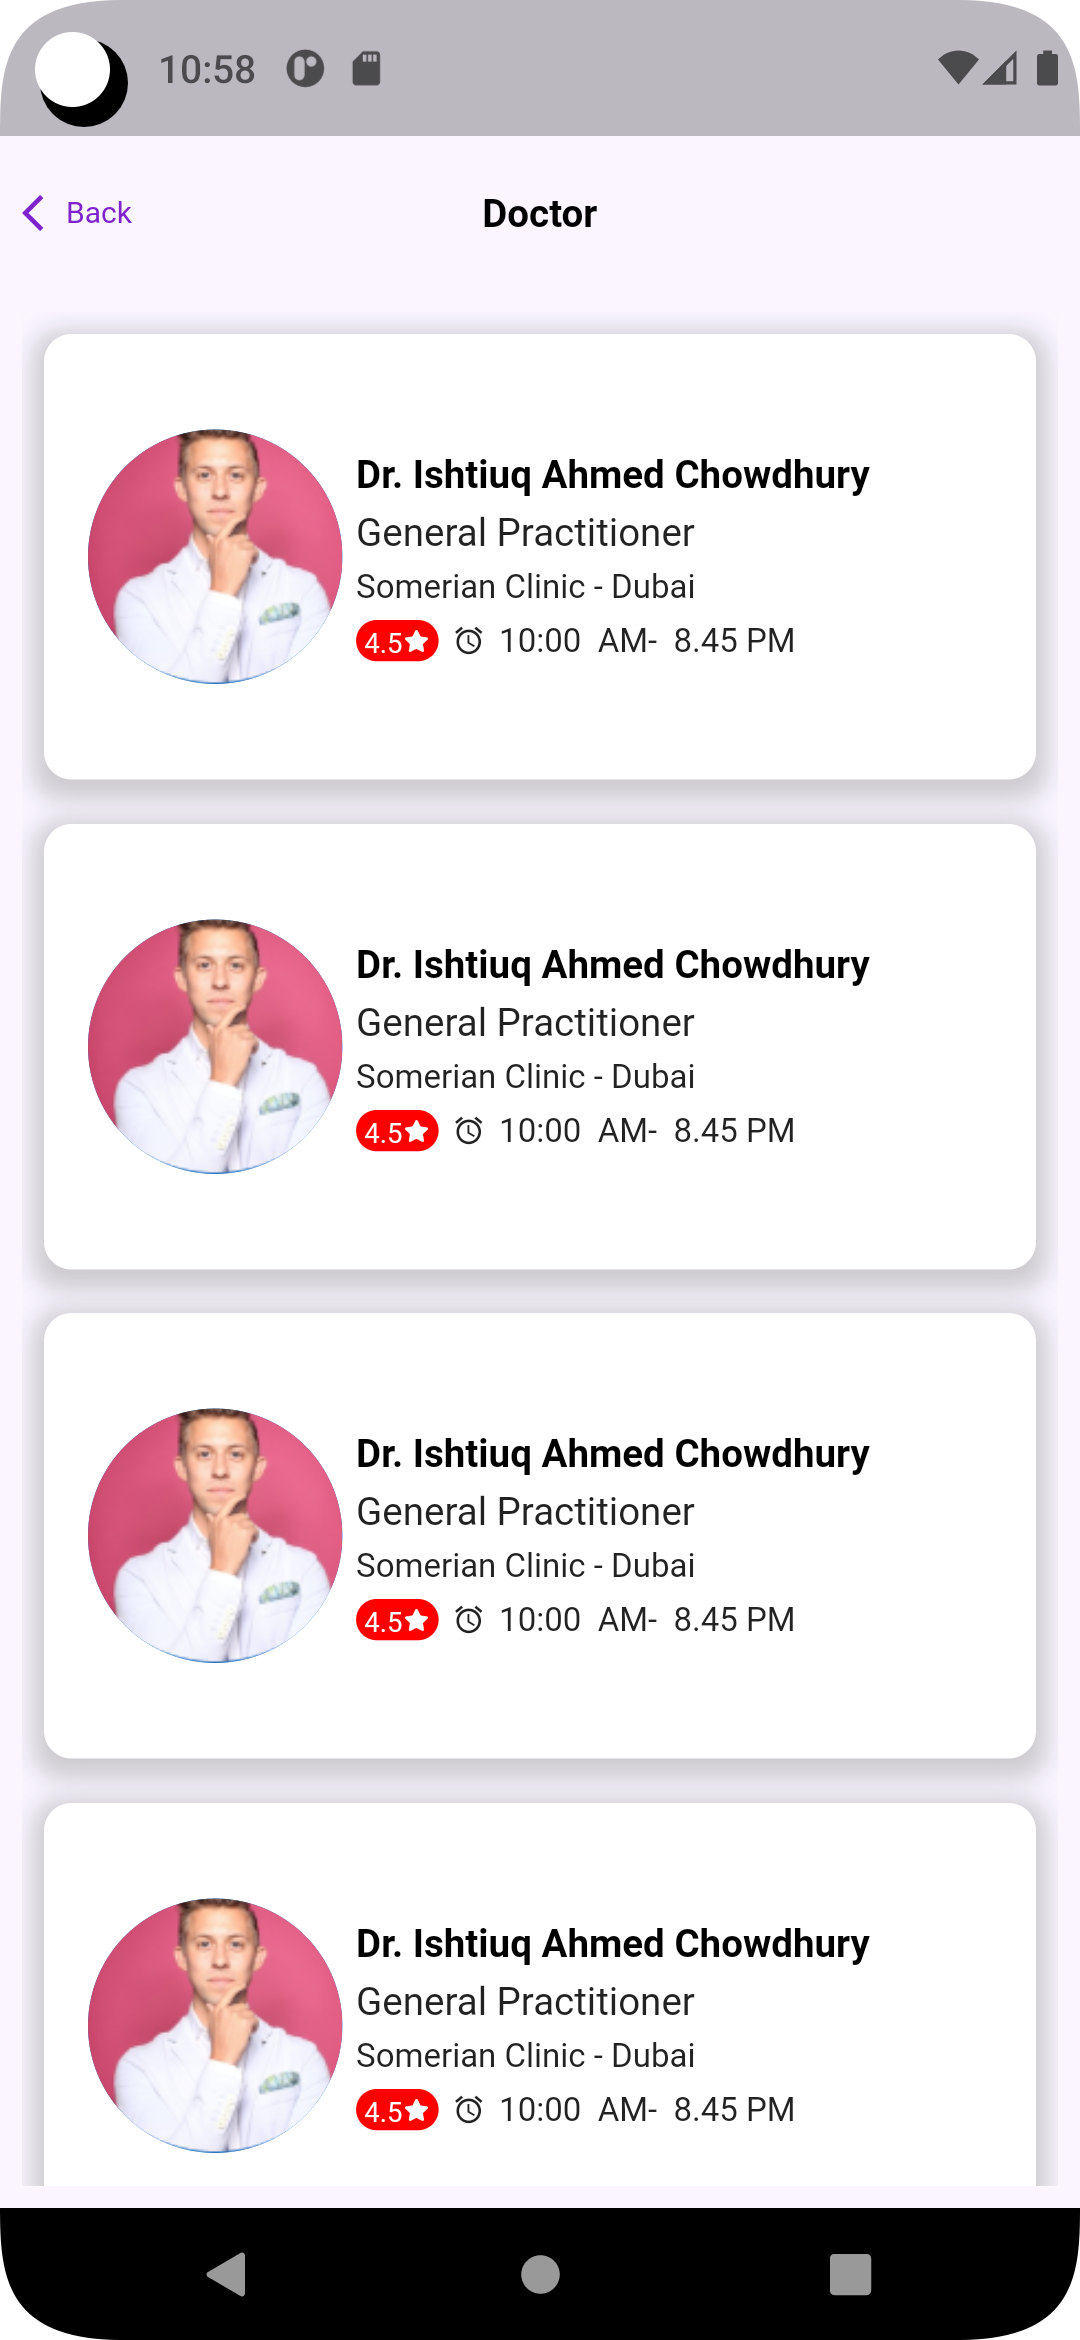 10:58
Back
Doctor
Dr. Ishtiuq Ahmed Chowdhury
General Practitioner
Somerian Clinic - Dubai
4.5 10:00 AM- 8.45 PM
Dr. Ishtiuq Ahmed Chowdhury
General Practitioner
Somerian Clinic - Dubai
4.5 10:00 AM- 8.45 PM
Dr. Ishtiuq Ahmed Chowdhury
General Practitioner
Somerian Clinic - Dubai
4.5 10:00 AM- 8.45 PM
Dr. Ishtiuq Ahmed Chowdhury
General Practitioner
Somerian Clinic - Dubai
4.5 10:00 AM- 8.45 PM